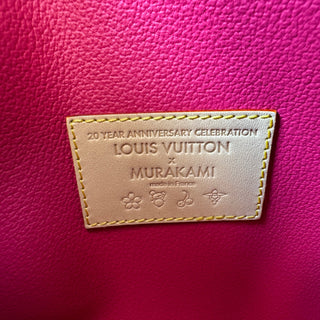 20 YEAR ANNIVERSARY CELEBRATION
LOUIS VUITTON
×
MURAKAMI
made in France